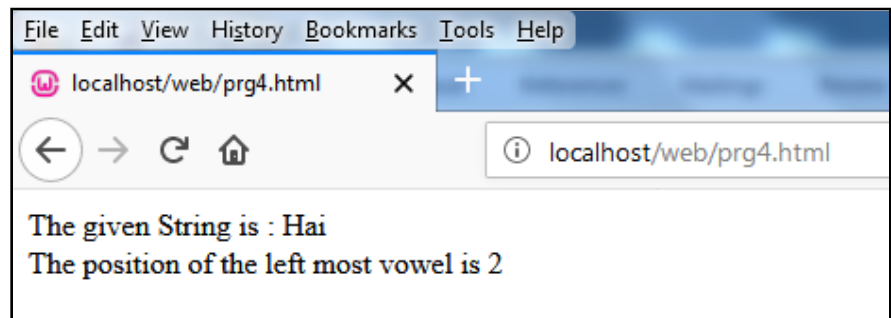 File Edit View History Bookmarks Tools Help
localhost/web/prg4.html
localhost/web/prg4.html
The given String is : Hai
The position of the left most vowel is 2